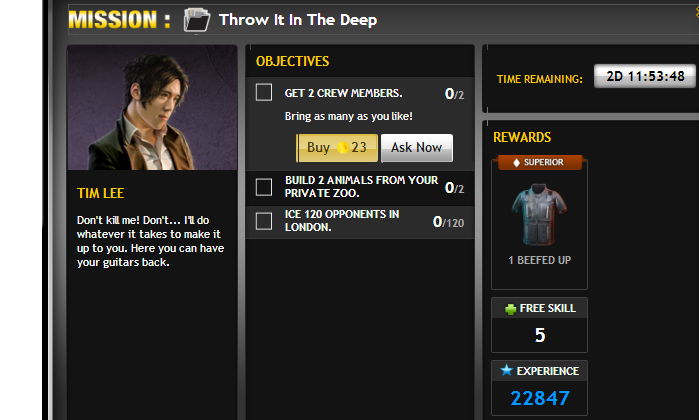 MISSION : Throw It In The Deep
OBJECTIVES
GET 2 CREW MEMBERS. 0/2
Bring as many as you like!
Buy 23 Ask Now
BUILD 2 ANIMALS FROM YOUR
PRIVATE ZOO. 0/2
ICE 120 OPPONENTS IN
LONDON. 0/120
TIM LEE
Don't kill me! Don't... I'll do
whatever it takes to make it
up to you. Here you can have
your guitars back.
TIME REMAINING: 2D 11:53:48
REWARDS
SUPERIOR
1 BEEFED UP
FREE SKILL
5
EXPERIENCE
22847